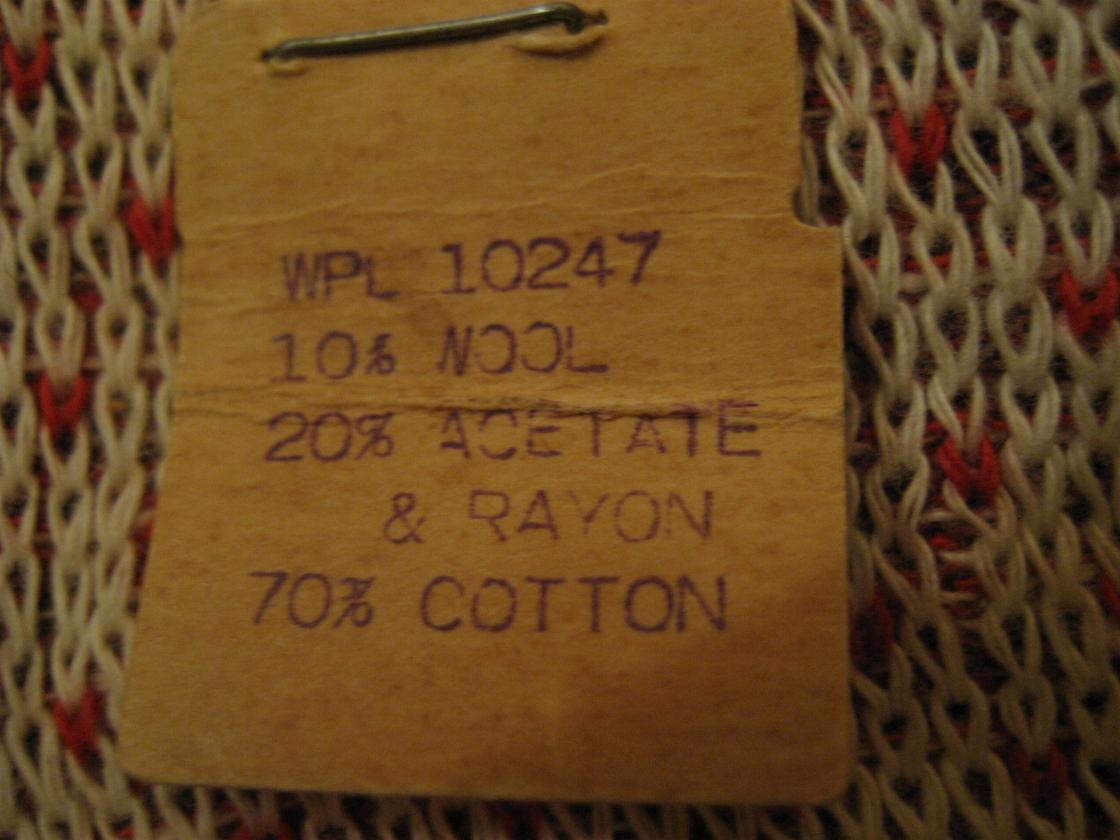 WPL 10247
10% WOOL
20% ACETATE
& RAYON
70% COTTON